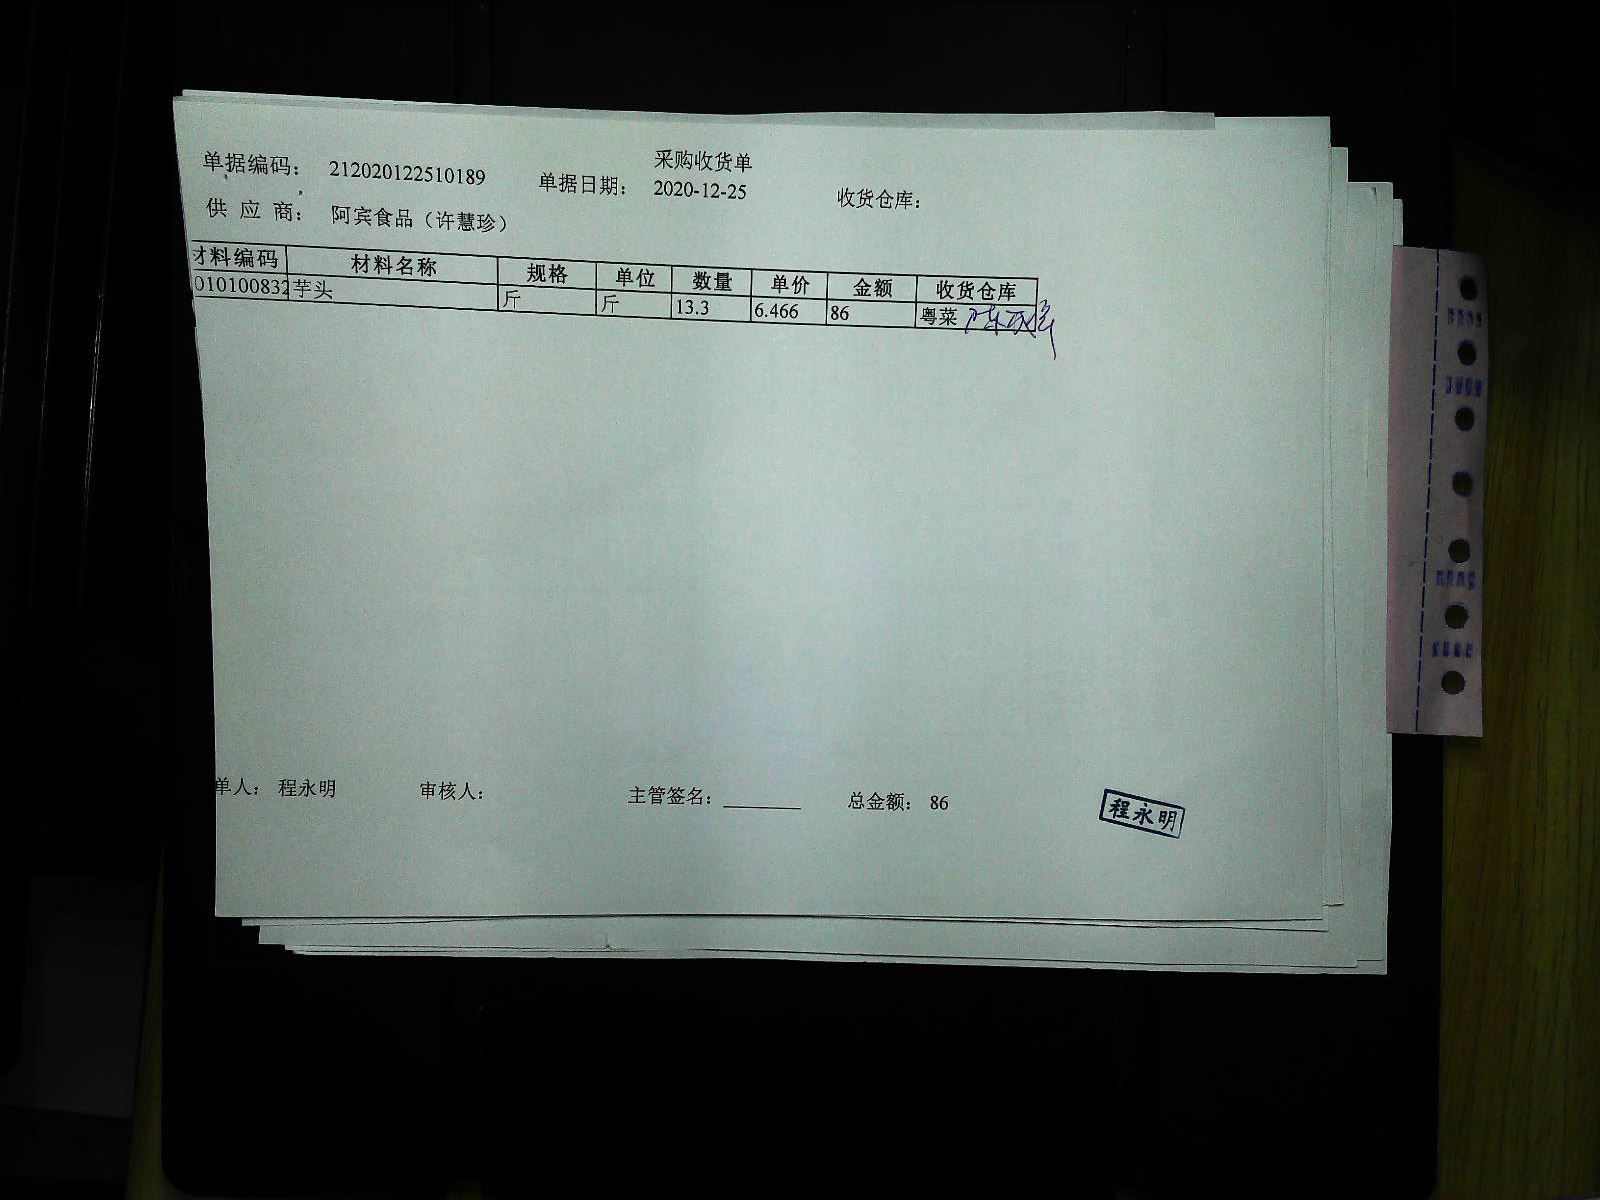 采购收货单
单据编码： 212020122510189 单据日期： 2020-12-25 收货仓库：
供 应 商： 阿宾食品（许慧珍）
材料编码 材料名称 规格 单位 数量 单价 金额 收货仓库
010100832 芋头 斤 斤 13.3 6.466 86 粤菜
单人： 程永明 审核人： 主管签名：________ 总金额： 86
程永明